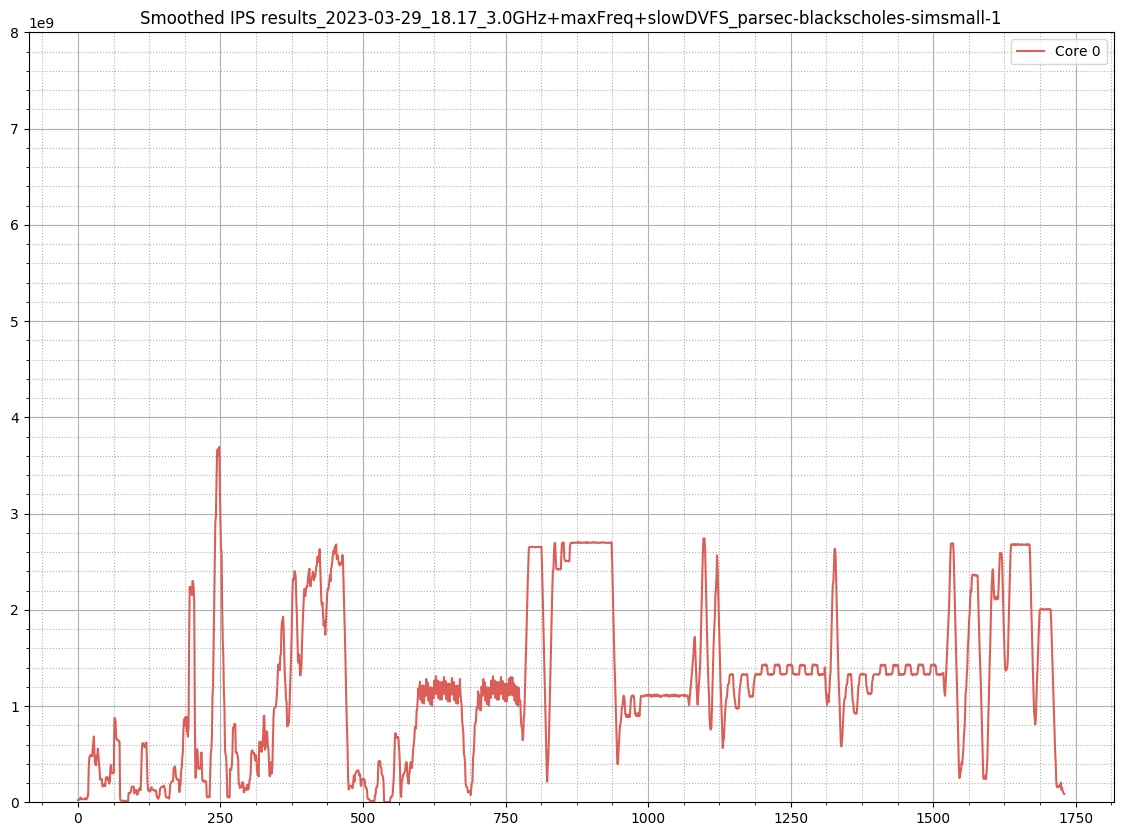 Smoothed IPS results_2023-03-29_18.17_3.0GHz+maxFreq+slowDVFS_parsec-blackscholes-simsmall-1
1e9
Core 0
8
7
6
5
4
3
2
1
0
0 250 500 750 1000 1250 1500 1750